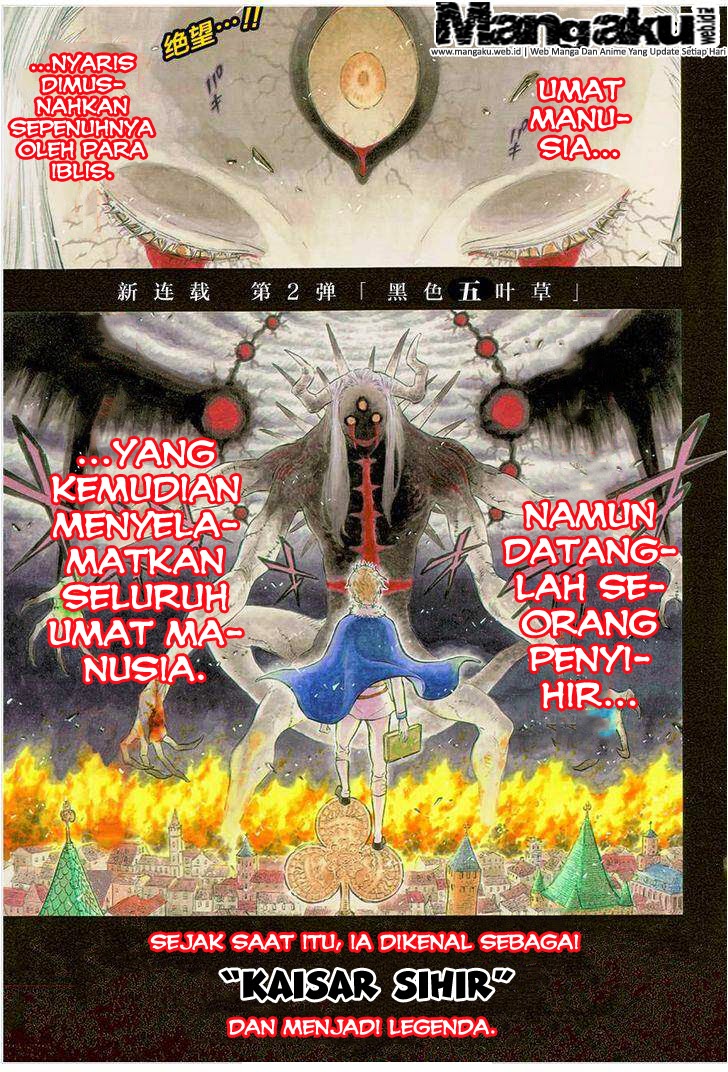 Mangaku
www.mangaku.web.id | Web Manga Dan Anime Yang Update Setiap Hari
绝望…!!
UMAT
MANU-
SIA...
...NYARIS
DIMUS-
NAHKAN
SEPENUHNYA
OLEH PARA
IBLIS.
新连载 第2弹「黑色五叶草」
NAMUN
DATANG-
LAH SE-
ORANG
PENYI-
HIR...
...YANG
KEMUDIAN
MENYELA-
MATKAN
SELURUH
UMAT MA-
NUSIA.
SEJAK SAAT ITU, IA DIKENAL SEBAGAI
“KAISAR SIHIR”
DAN MENJADI LEGENDA.